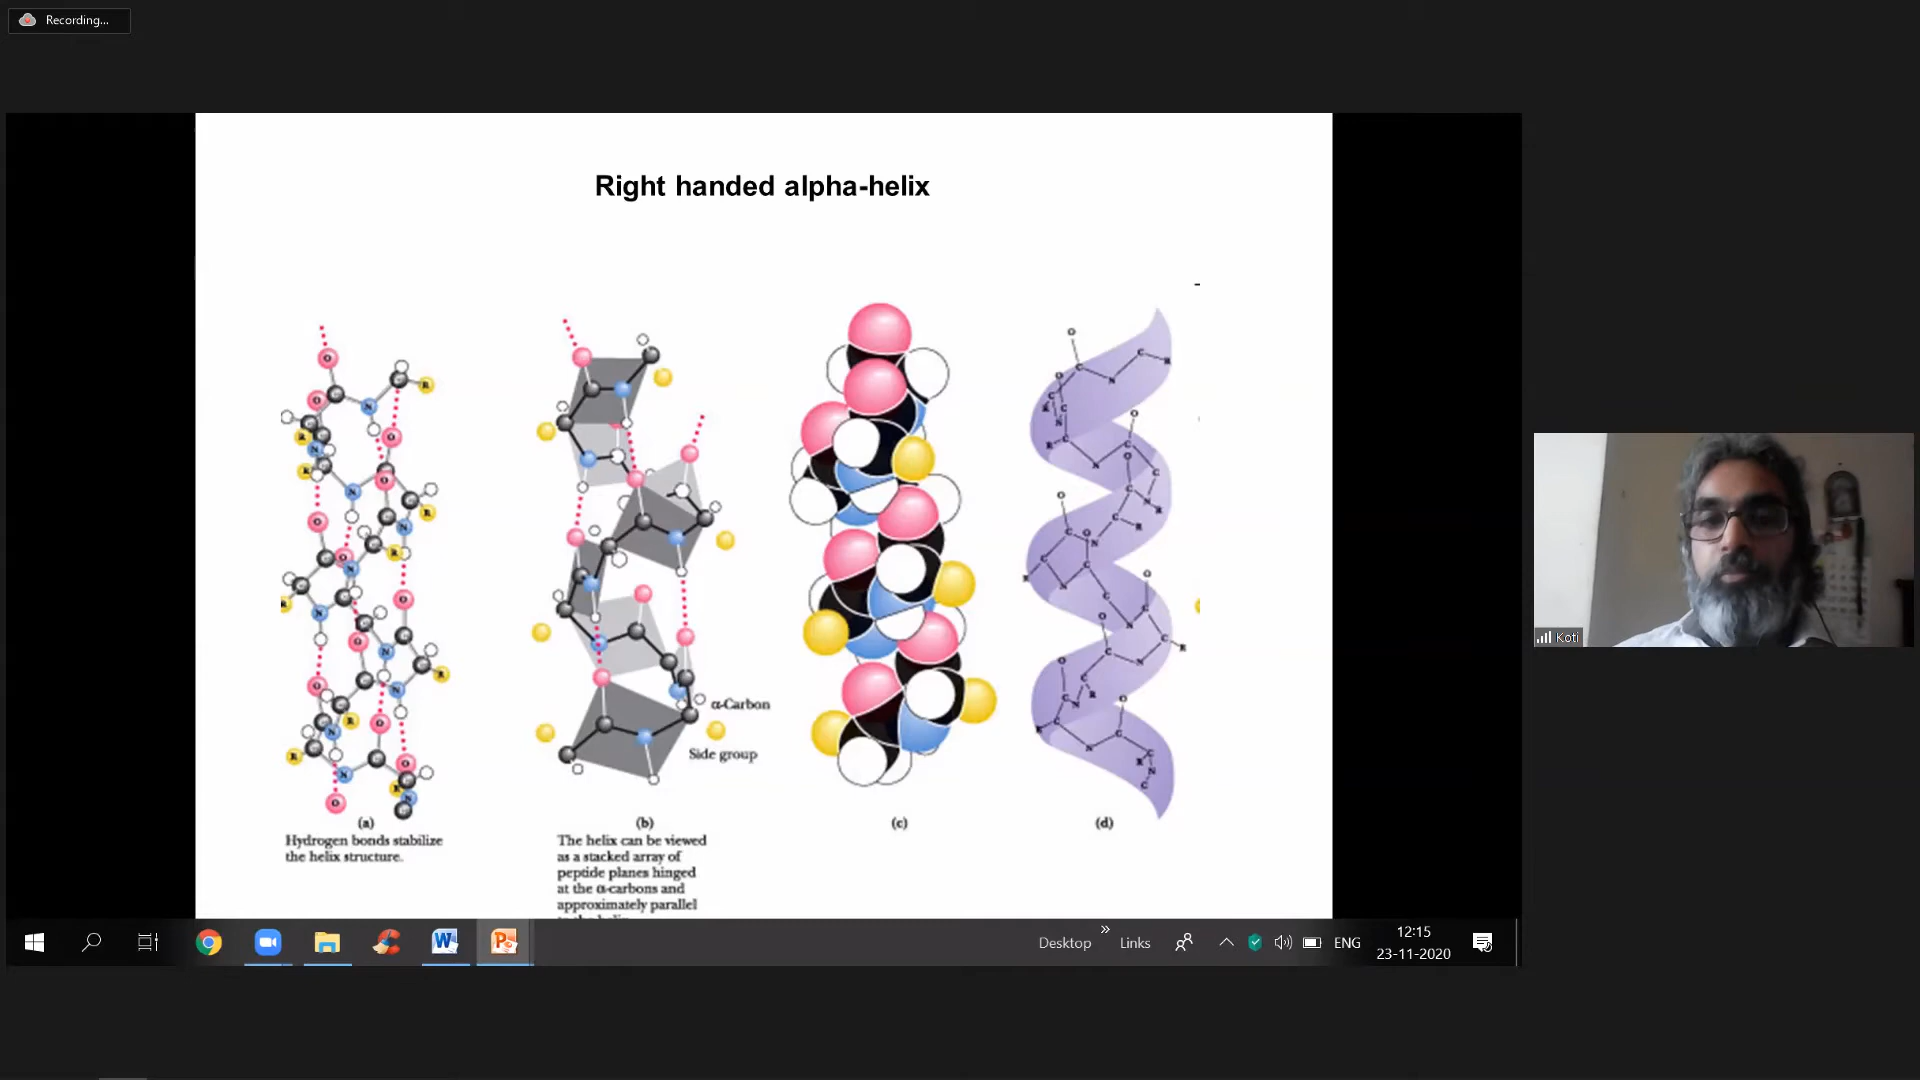 Recording...
Right handed alpha-helix
α-Carbon
Side group
(a)
Hydrogen bonds stabilize
the helix structure.
(b)
The helix can be viewed
as a stacked array of
peptide planes hinged
at the α-carbons and
approximately parallel
(c)
(d)
Koti
Desktop
Links
ENG
12:15
23-11-2020